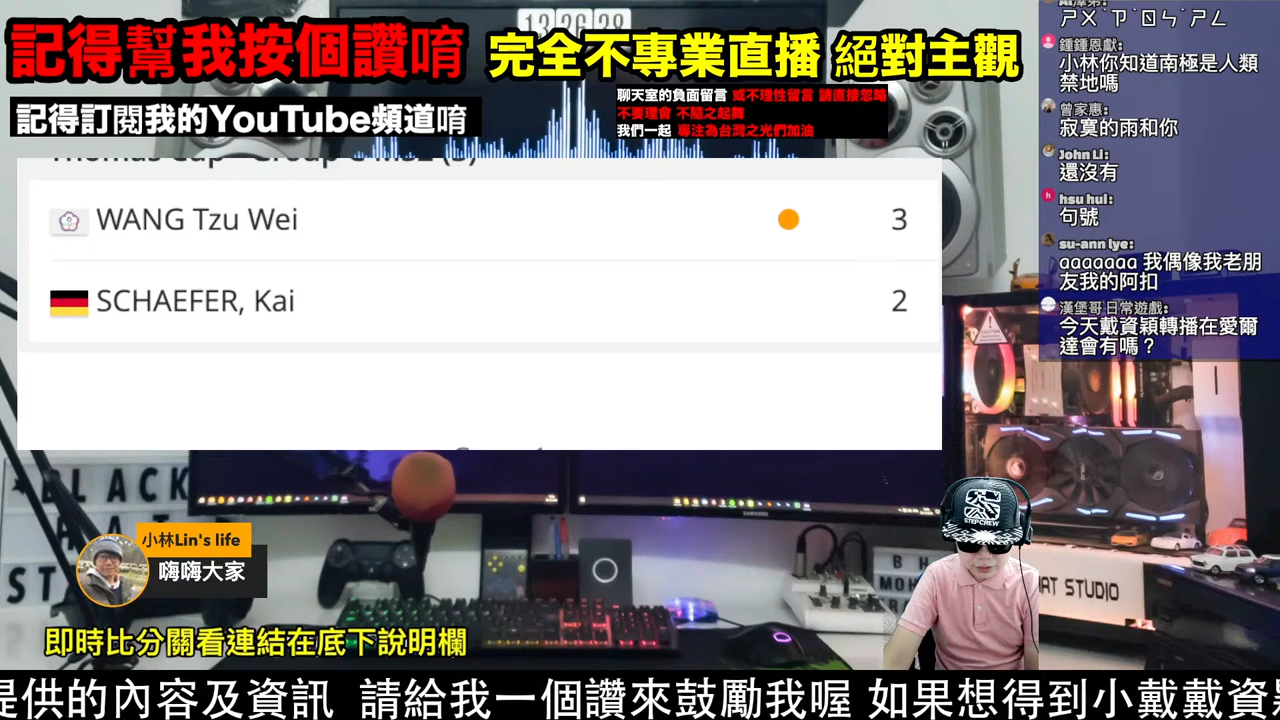 記得幫我按個讚唷
完全不專業直播 絕對主觀
記得訂閱我的YouTube頻道唷
聊天室的負面留言 或不理性留言 請直接忽略
不要理會 不隨之起舞
我們一起 專注為台灣之光們加油
WANG Tzu Wei 3
SCHAEFER, Kai 2
鍾鍾恩獻:
小林你知道南極是人類
禁地嗎
曾家惠:
寂寞的雨和你
John Li:
還沒有
hsu hui:
句號
su-ann lye:
aaaaaaa 我偶像我老朋
友我的阿扣
漢堡哥 日常遊戲:
今天戴資穎轉播在愛爾
達會有嗎？
BLACK
SAMSUNG
STEPCREW
HAT STUDIO
小林Lin's life
嗨嗨大家
即時比分關看連結在底下說明欄
提供的內容及資訊 請給我一個讚來鼓勵我喔 如果想得到小戴戴資